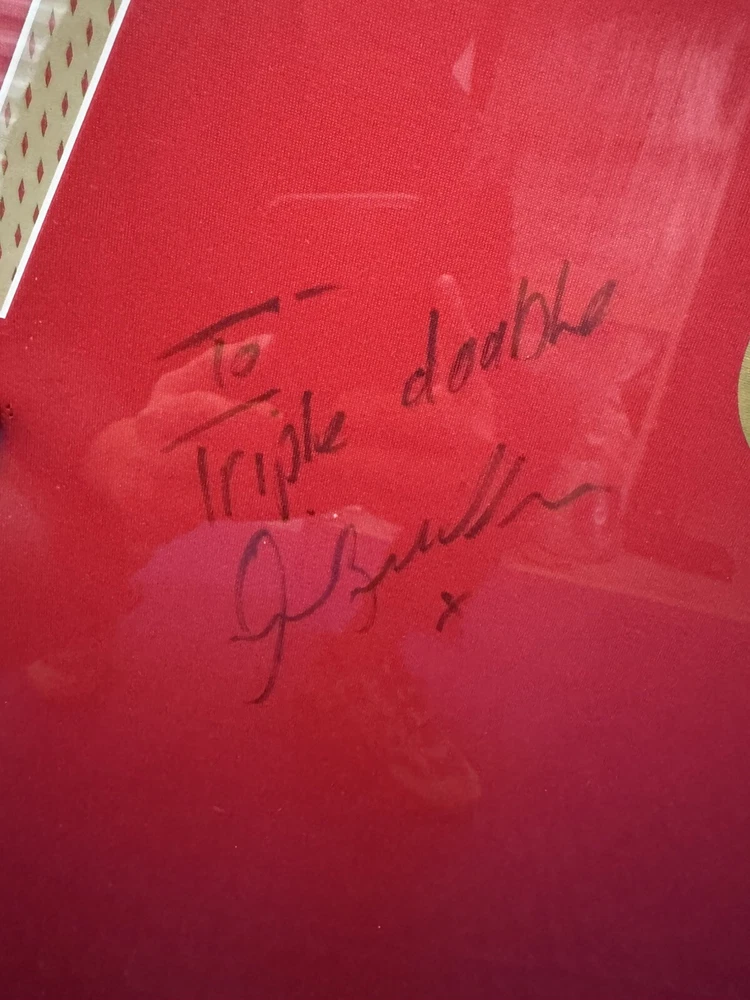 To -
Triple double
x